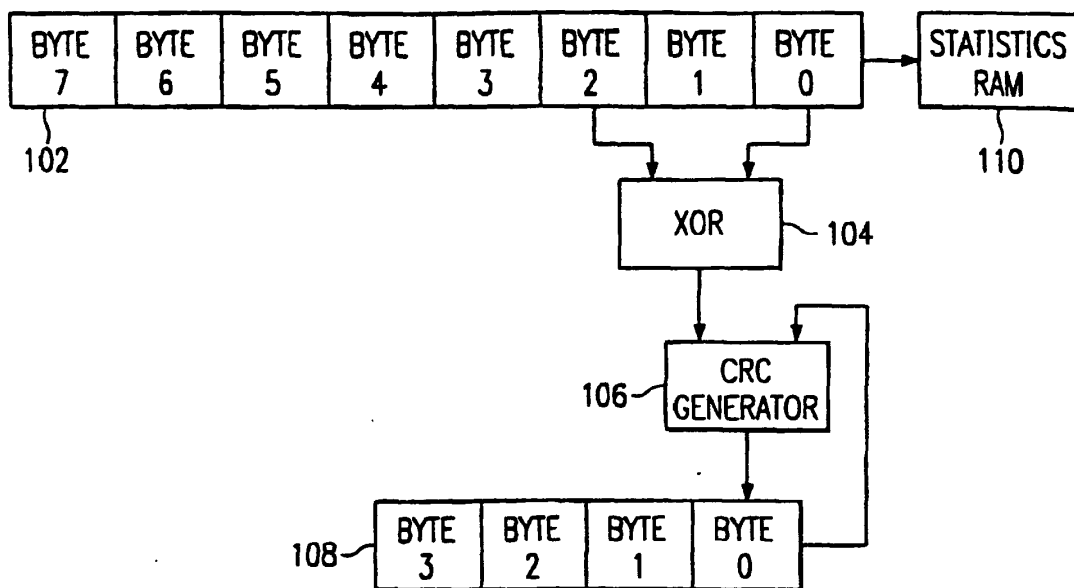 BYTE 7 BYTE 6 BYTE 5 BYTE 4 BYTE 3 BYTE 2 BYTE 1 BYTE 0 STATISTICS RAM
102
110
XOR
104
CRC GENERATOR
106
BYTE 3 BYTE 2 BYTE 1 BYTE 0
108